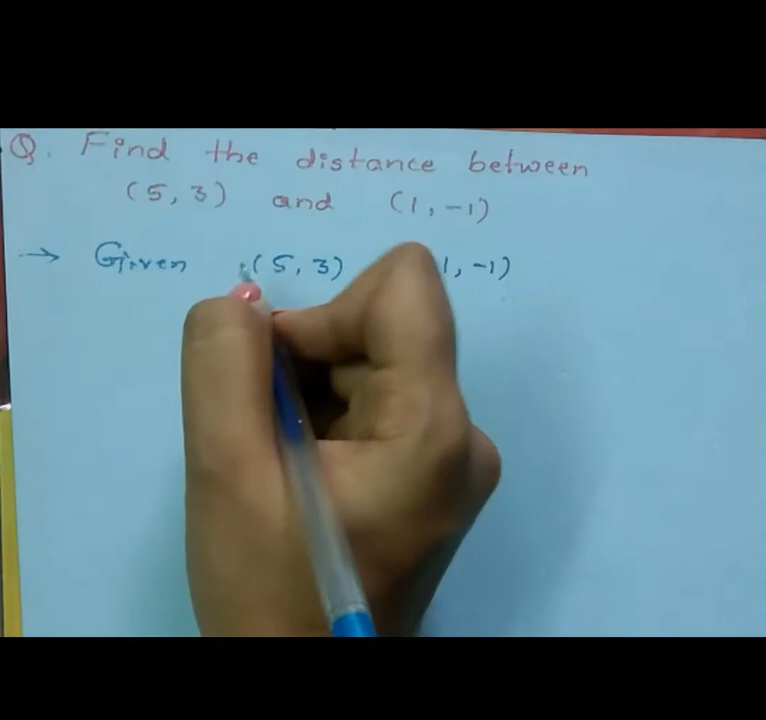 Q. Find the distance between
(5, 3) and (1, -1)
→ Given (5, 3) 1, -1)